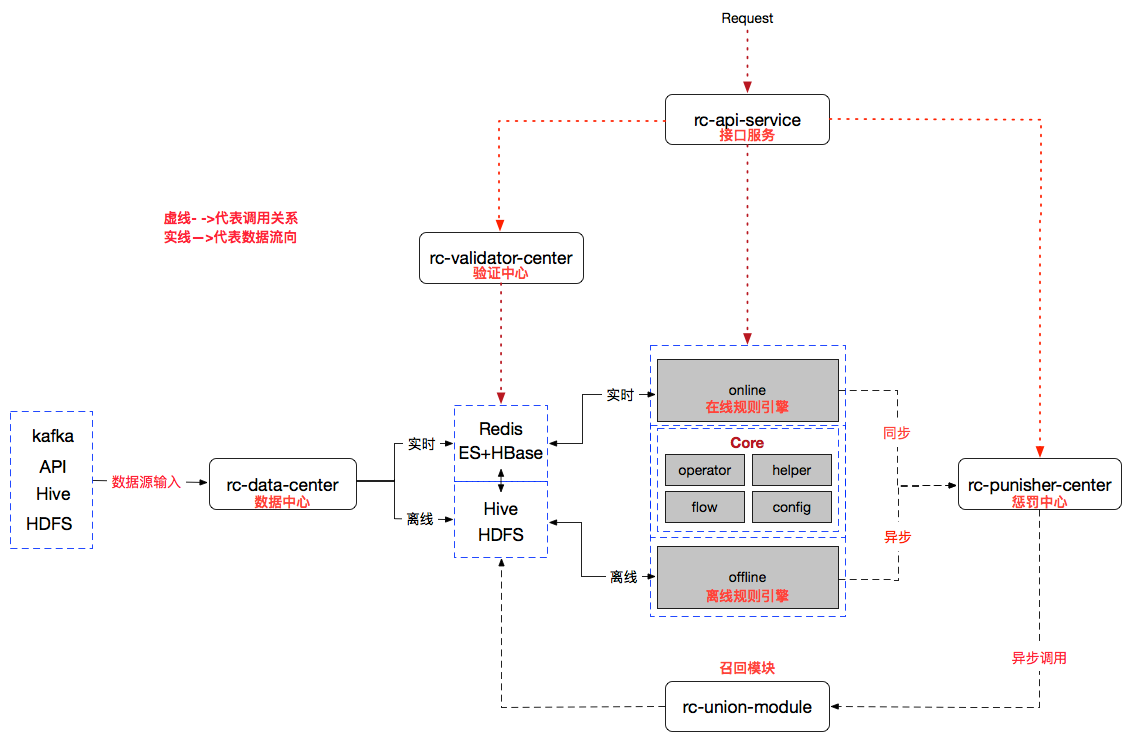 Request
rc-api-service
接口服务
虚线- ->代表调用关系
实线—>代表数据流向
rc-validator-center
验证中心
kafka
API
Hive
HDFS
数据源输入
rc-data-center
数据中心
实时
离线
Redis
ES+HBase
Hive
HDFS
实时
离线
online
在线规则引擎
Core
operator
helper
flow
config
offline
离线规则引擎
同步
异步
rc-punisher-center
惩罚中心
异步调用
召回模块
rc-union-module